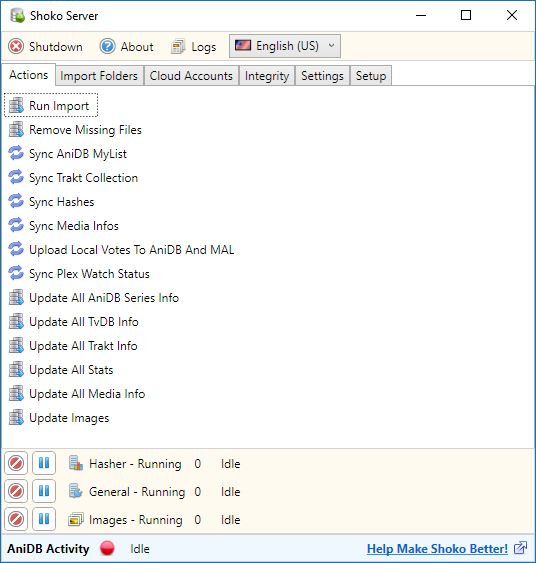 Shoko Server
Shutdown About Logs English (US)
Actions Import Folders Cloud Accounts Integrity Settings Setup
Run Import
Remove Missing Files
Sync AniDB MyList
Sync Trakt Collection
Sync Hashes
Sync Media Infos
Upload Local Votes To AniDB And MAL
Sync Plex Watch Status
Update All AniDB Series Info
Update All TvDB Info
Update All Trakt Info
Update All Stats
Update All Media Info
Update Images
Hasher - Running 0 Idle
General - Running 0 Idle
Images - Running 0 Idle
AniDB Activity Idle Help Make Shoko Better!